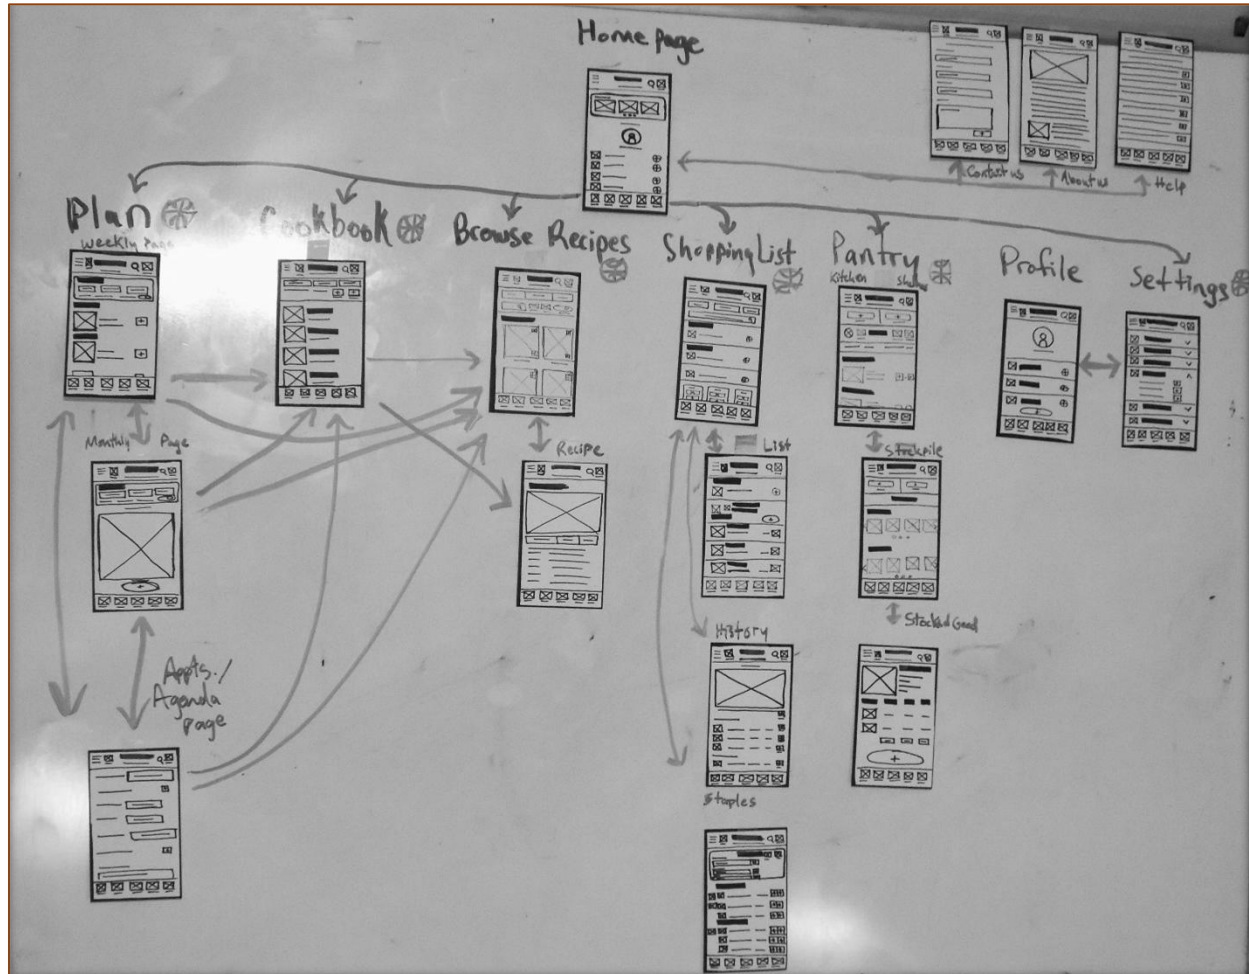 Home page
Contact us
About us
Help
Plan
Weekly Page
Cookbook
Browse Recipes
Shopping List
Pantry
Kitchen
Profile
Settings
Monthly Page
Recipe
List
Stockpile
History
Stocked Good
Appts./
Agenda
page
Staples